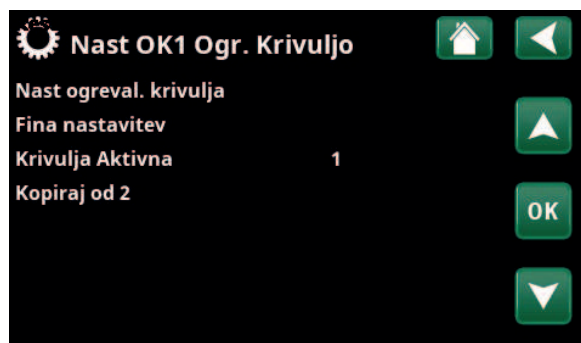 Nast OK1 Ogr. Krivuljo
Nast ogreval. krivulja
Fina nastavitev
Krivulja Aktivna 1
Kopiraj od 2
OK